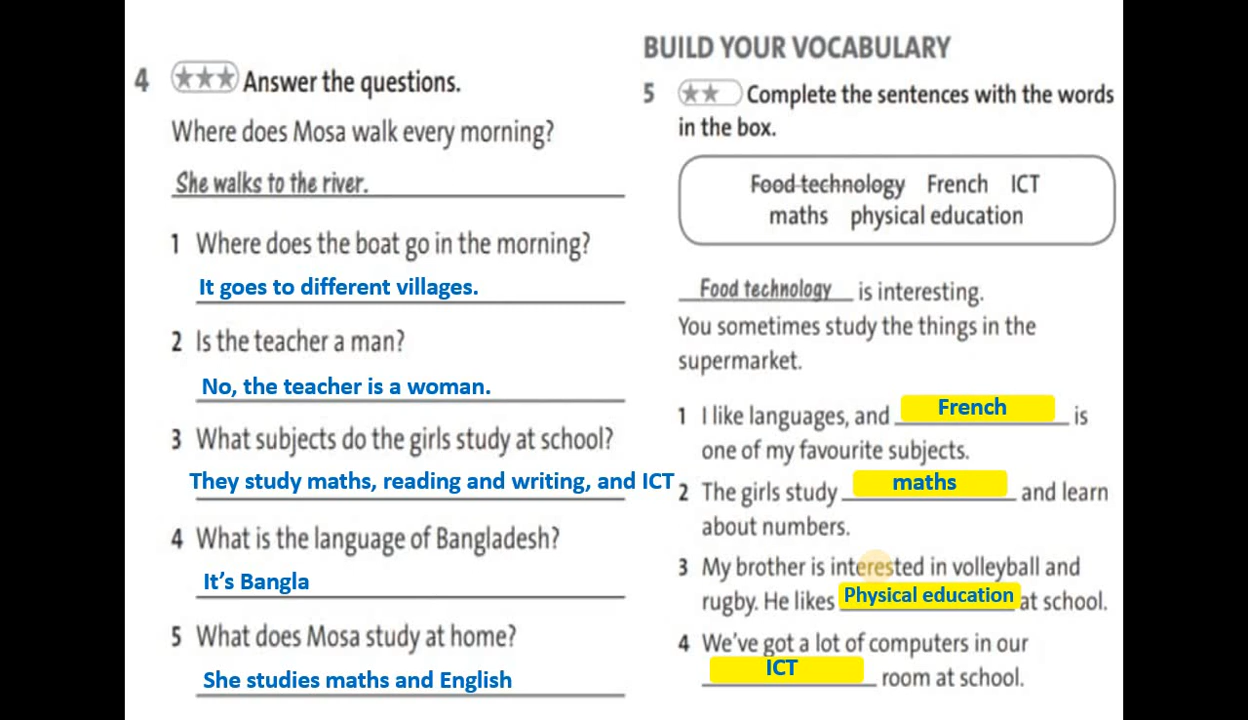 4 ★★★ Answer the questions.
Where does Mosa walk every morning?
She walks to the river.
1 Where does the boat go in the morning?
It goes to different villages.
2 Is the teacher a man?
No, the teacher is a woman.
3 What subjects do the girls study at school?
They study maths, reading and writing, and ICT
4 What is the language of Bangladesh?
It's Bangla
5 What does Mosa study at home?
She studies maths and English
BUILD YOUR VOCABULARY
5 ★★ Complete the sentences with the words
in the box.
Food technology French ICT
maths physical education
Food technology is interesting.
You sometimes study the things in the
supermarket.
1 I like languages, and French is
one of my favourite subjects.
2 The girls study maths and learn
about numbers.
3 My brother is interested in volleyball and
rugby. He likes Physical education at school.
4 We've got a lot of computers in our
ICT room at school.